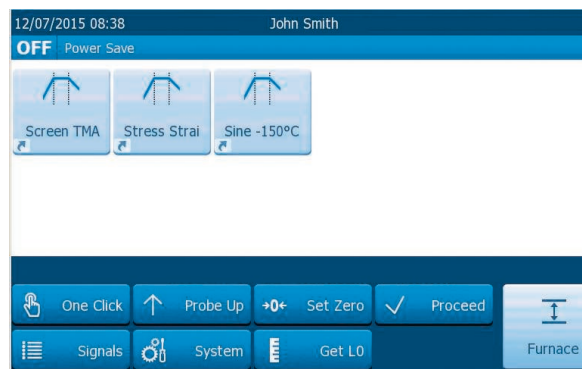 12/07/2015 08:38 John Smith
OFF Power Save
Screen TMA Stress Strai Sine -150°C
One Click Probe Up →0← Set Zero Proceed
Signals System Get L0 Furnace